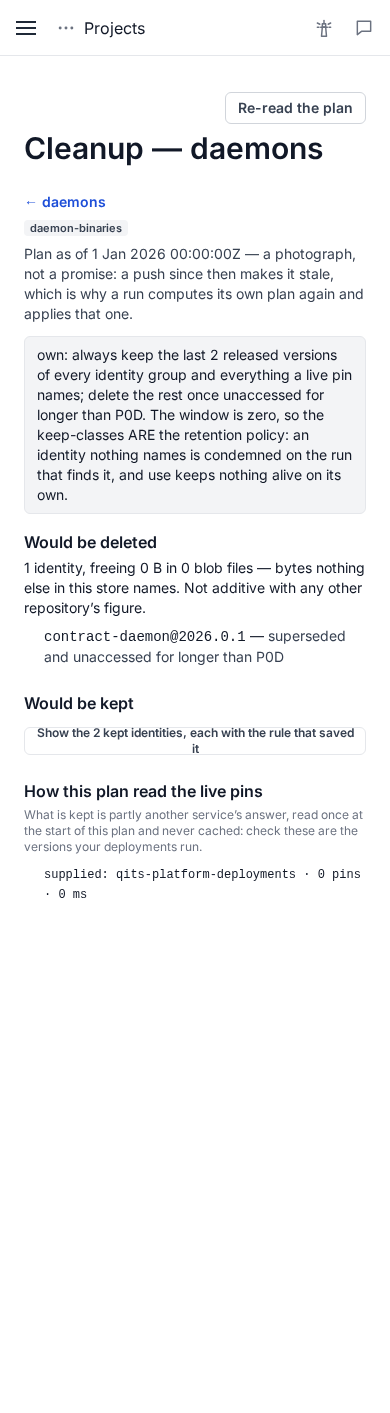 Projects
Re-read the plan
Cleanup — daemons
← daemons
daemon-binaries
Plan as of 1 Jan 2026 00:00:00Z — a photograph,
not a promise: a push since then makes it stale,
which is why a run computes its own plan again and
applies that one.
own: always keep the last 2 released versions
of every identity group and everything a live pin
names; delete the rest once unaccessed for
longer than P0D. The window is zero, so the
keep-classes ARE the retention policy: an
identity nothing names is condemned on the run
that finds it, and use keeps nothing alive on its
own.
Would be deleted
1 identity, freeing 0 B in 0 blob files — bytes nothing
else in this store names. Not additive with any other
repository’s figure.
contract-daemon@2026.0.1 — superseded
and unaccessed for longer than P0D
Would be kept
Show the 2 kept identities, each with the rule that saved
it
How this plan read the live pins
What is kept is partly another service’s answer, read once at
the start of this plan and never cached: check these are the
versions your deployments run.
supplied: qits-platform-deployments · 0 pins
· 0 ms